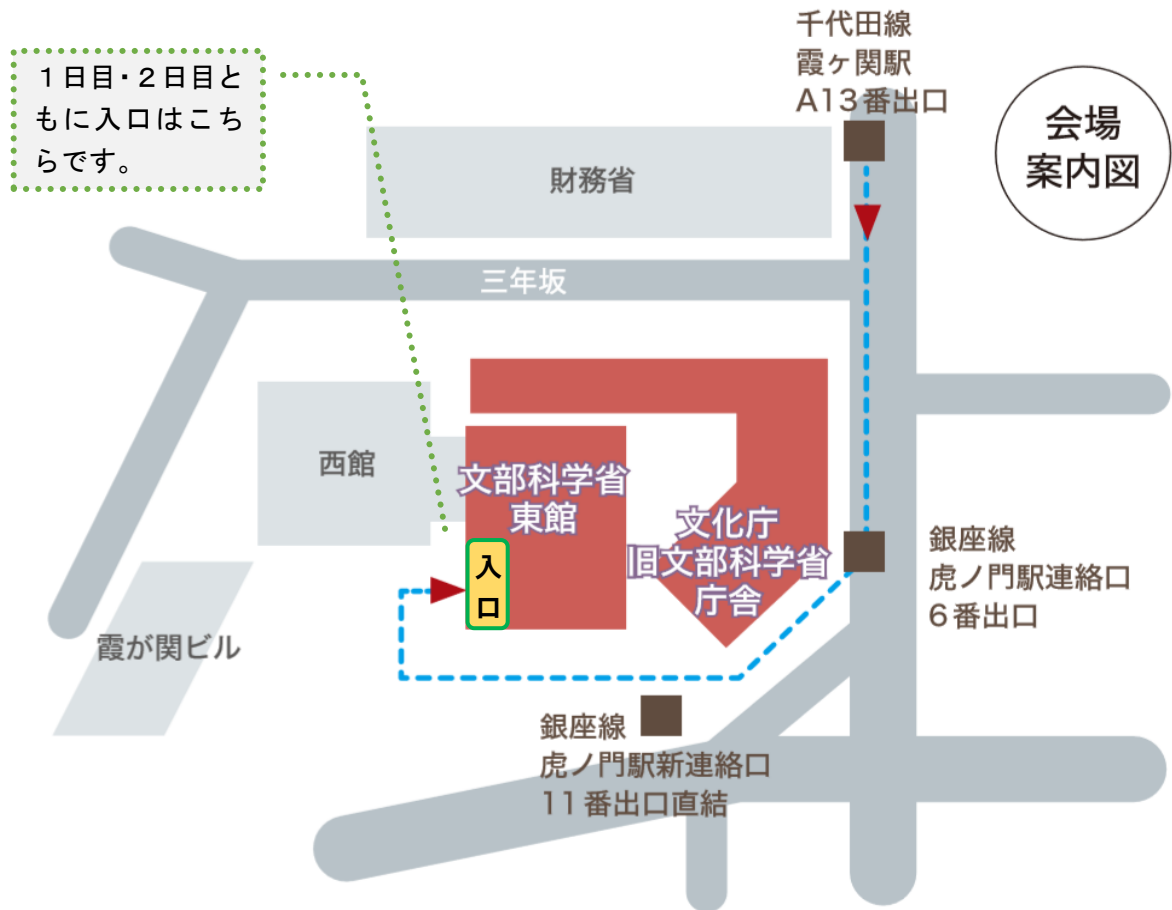 千代田線
霞ヶ関駅
A13番出口
１日目・２日目と
もに入口はこち
らです。
会場
案内図
財務省
三年坂
西館
文部科学省
東館
文化庁
旧文部科学省
庁舎
入
口
銀座線
虎ノ門駅連絡口
6番出口
霞が関ビル
銀座線
虎ノ門駅新連絡口
11番出口直結